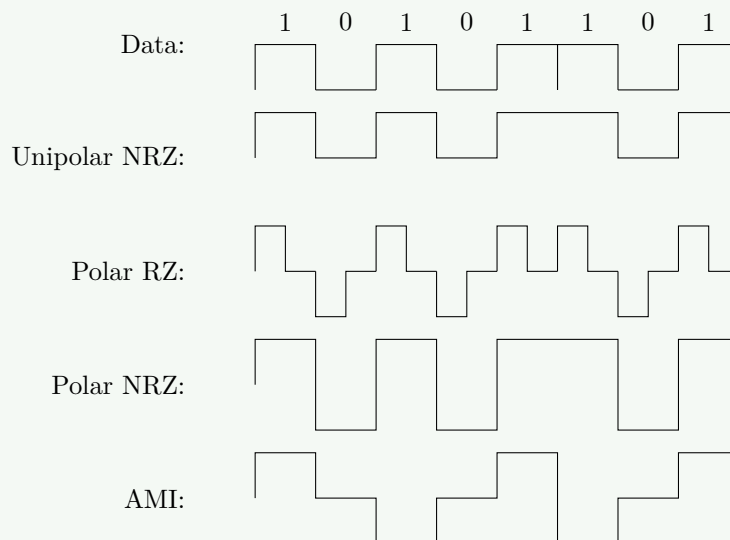 1 0 1 0 1 1 0 1
Data:
Unipolar NRZ:
Polar RZ:
Polar NRZ:
AMI: